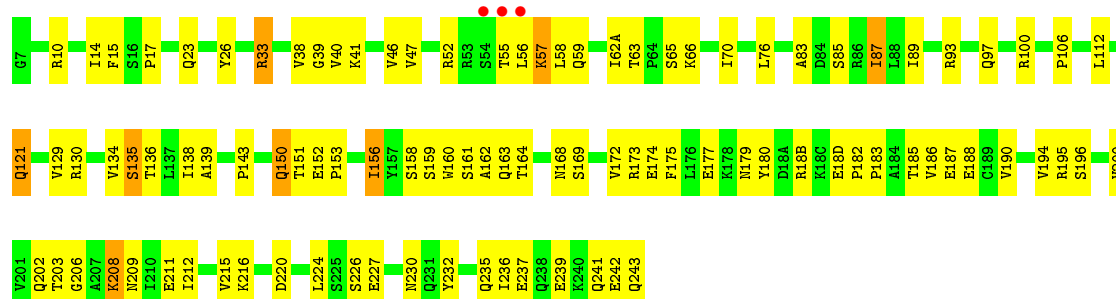 G7 R10 I14 F15 S16 P17 Q23 Y26 R33 V38 G39 V40 K41 V46 V47 R52 R53 S54 T55 L56 K57 L58 Q59 I62A T63 P64 S65 K66 I70 L76 A83 D84 S85 R86 I87 L88 I89 R93 Q97 R100 P106 L112
Q121 V129 R130 V134 S135 T136 L137 I138 A139 P143 Q150 T151 E152 P153 I156 Y157 S158 S159 W160 S161 A162 Q163 T164 N168 S169 V172 R173 E174 F175 L176 E177 K178 N179 Y180 D18A R18B K18C E18D P182 P183 A184 T185 V186 E187 E188 C189 V190 V194 R195 S196
V201 Q202 T203 G206 A207 K208 N209 I210 E211 I212 V215 K216 D220 L224 S225 S226 E227 N230 Q231 Y232 Q235 I236 E237 Q238 E239 K240 Q241 E242 Q243